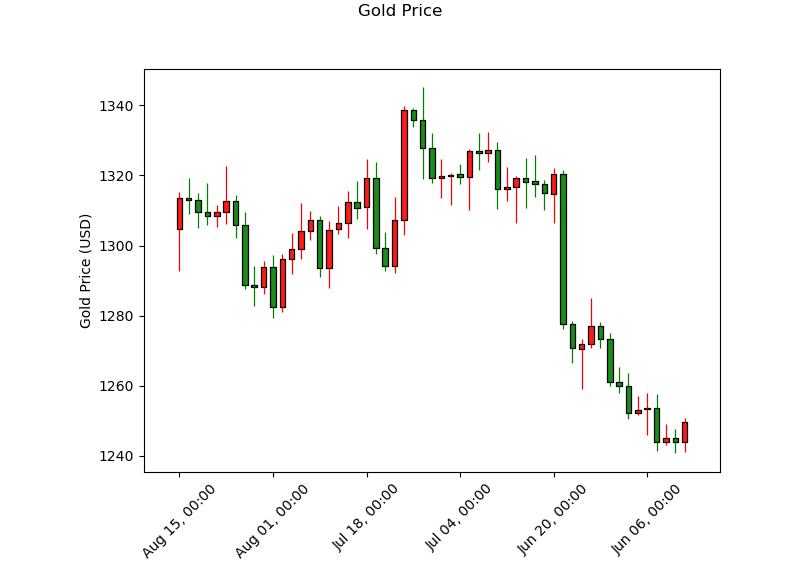 Gold Price
Gold Price (USD)
1340
1320
1300
1280
1260
1240
Aug 15, 00:00
Aug 01, 00:00
Jul 18, 00:00
Jul 04, 00:00
Jun 20, 00:00
Jun 06, 00:00